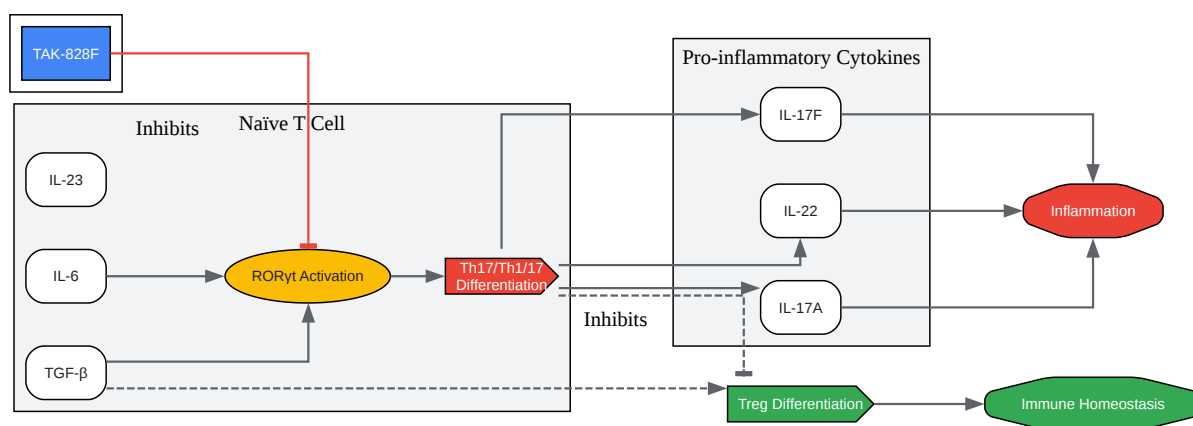 TAK-828F
Pro-inflammatory Cytokines
Inhibits
Naïve T Cell
IL-23
IL-6
TGF-β
RORγt Activation
Th17/Th1/17
Differentiation
IL-17F
IL-22
IL-17A
Inhibits
Inflammation
Treg Differentiation
Immune Homeostasis